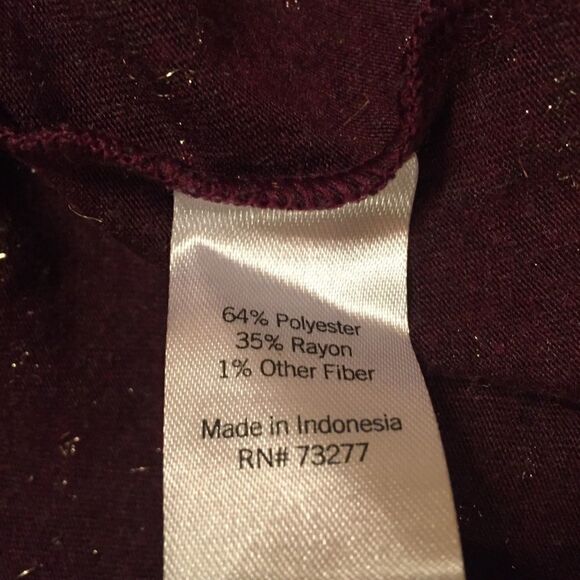 64% Polyester
35% Rayon
1% Other Fiber
Made in Indonesia
RN# 73277